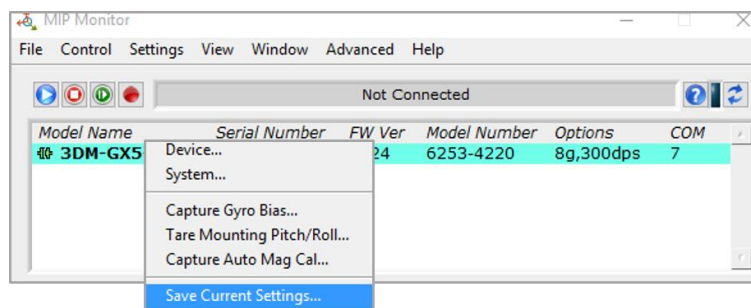 MIP Monitor
File Control Settings View Window Advanced Help
Not Connected
Model Name Serial Number FW Ver Model Number Options COM
3DM-GX5 24 6253-4220 8g,300dps 7
Device...
System...
Capture Gyro Bias...
Tare Mounting Pitch/Roll...
Capture Auto Mag Cal...
Save Current Settings...